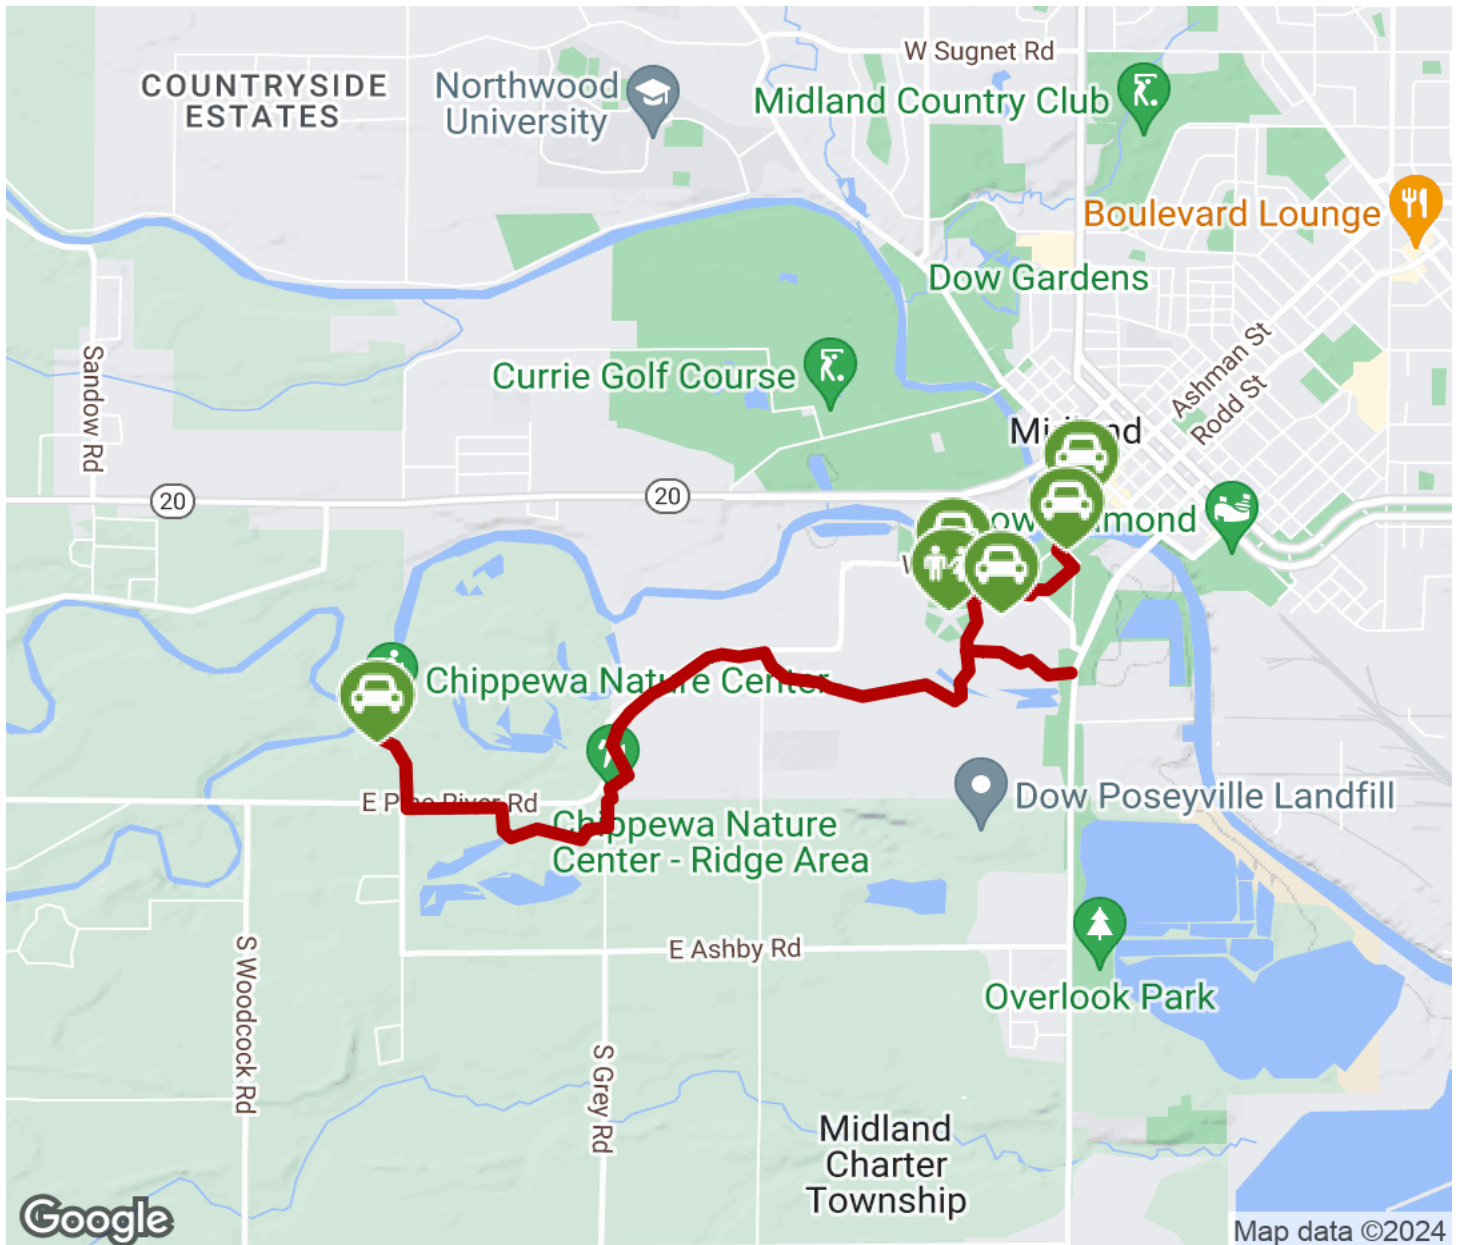 W Sugnet Rd
COUNTRYSIDE
ESTATES
Northwood
University
Midland Country Club
Boulevard Lounge
Dow Gardens
Sandow Rd
Currie Golf Course
Ashman St
Rodd St
20
20
Chippewa Nature Center
E Pine River Rd
Dow Poseyville Landfill
Chippewa Nature
Center - Ridge Area
S Woodcock Rd
E Ashby Rd
Overlook Park
S Grey Rd
Midland
Charter
Township
Google
Map data ©2024